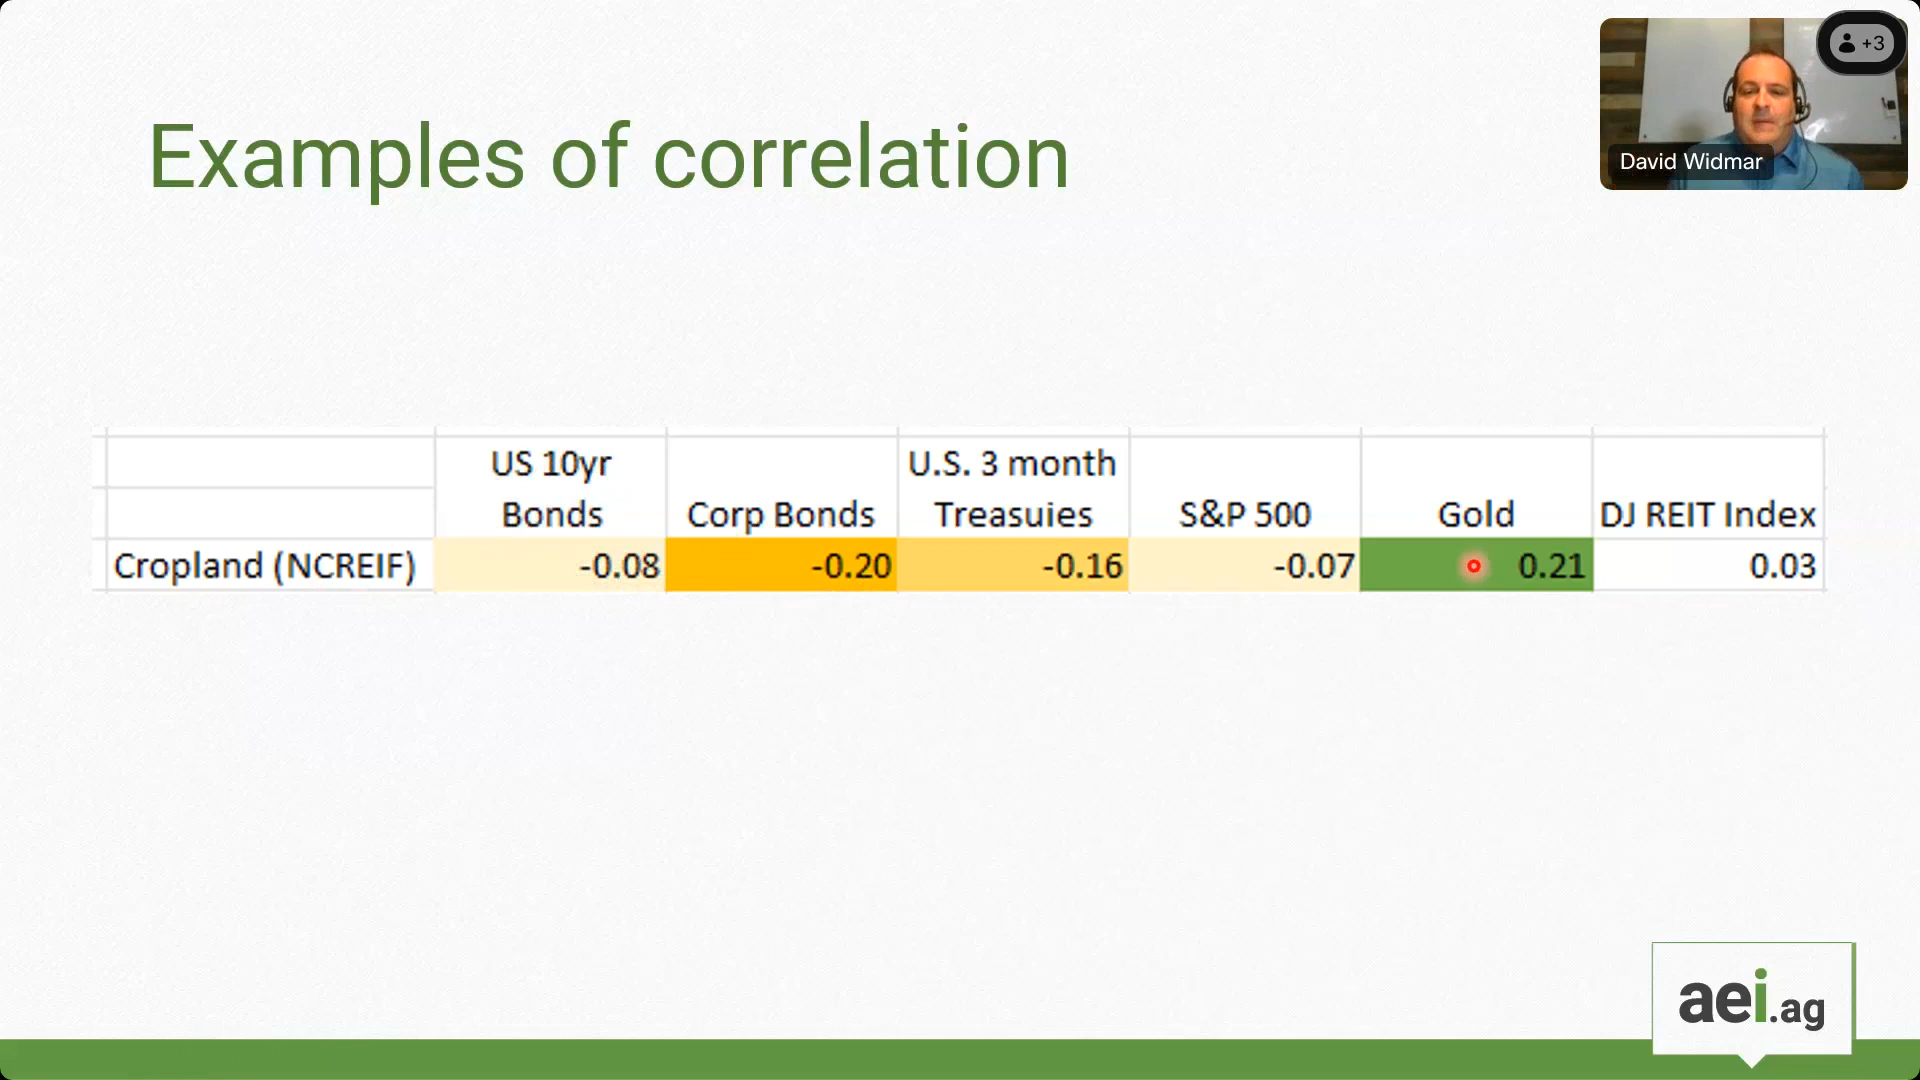 +3
David Widmar
Examples of correlation
US 10yr
Bonds
Corp Bonds
U.S. 3 month
Treasuies
S&P 500
Gold
DJ REIT Index
Cropland (NCREIF)
-0.08
-0.20
-0.16
-0.07
0.21
0.03
aei.ag